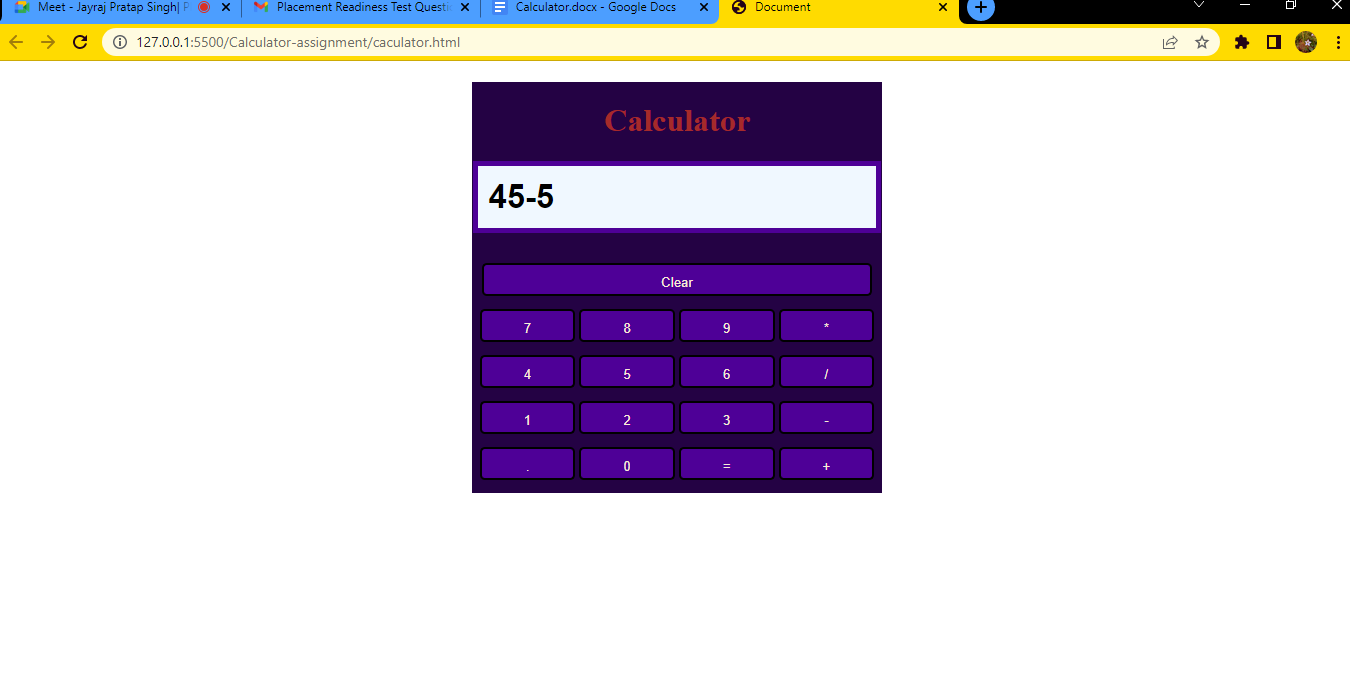 Meet - Jayraj Pratap Singh| P
Placement Readiness Test Questi
Calculator.docx - Google Docs
Document
127.0.0.1:5500/Calculator-assignment/caculator.html
Calculator
45-5
Clear
7 8 9 *
4 5 6 /
1 2 3 -
. 0 = +